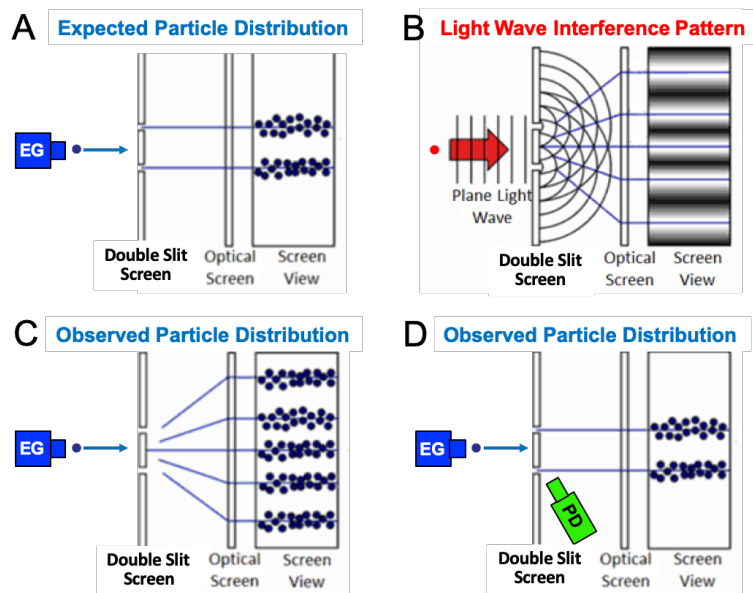 A
Expected Particle Distribution
EG
Double Slit
Screen
Optical
Screen
Screen
View
B
Light Wave Interference Pattern
Plane Light
Wave
Double Slit
Screen
Optical
Screen
Screen
View
C
Observed Particle Distribution
EG
Double Slit
Screen
Optical
Screen
Screen
View
D
Observed Particle Distribution
EG
PD
Double Slit
Screen
Optical
Screen
Screen
View